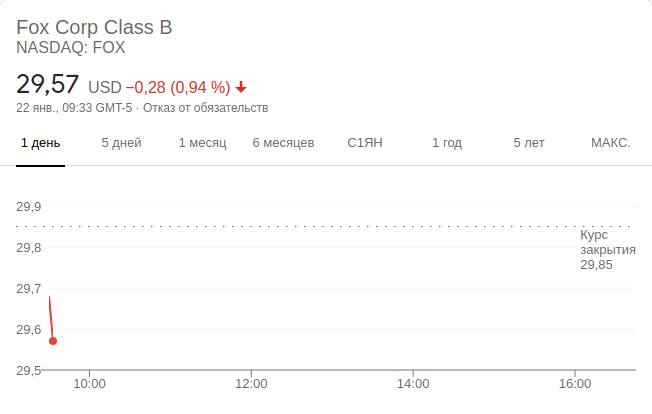 Fox Corp Class B
NASDAQ: FOX
29,57 USD −0,28 (0,94 %)
22 янв., 09:33 GMT-5 · Отказ от обязательств
1 день 5 дней 1 месяц 6 месяцев С1ЯН 1 год 5 лет МАКС.
29,9
Курс
29,8 закрытия
29,85
29,7
29,6
29,5
10:00 12:00 14:00 16:00